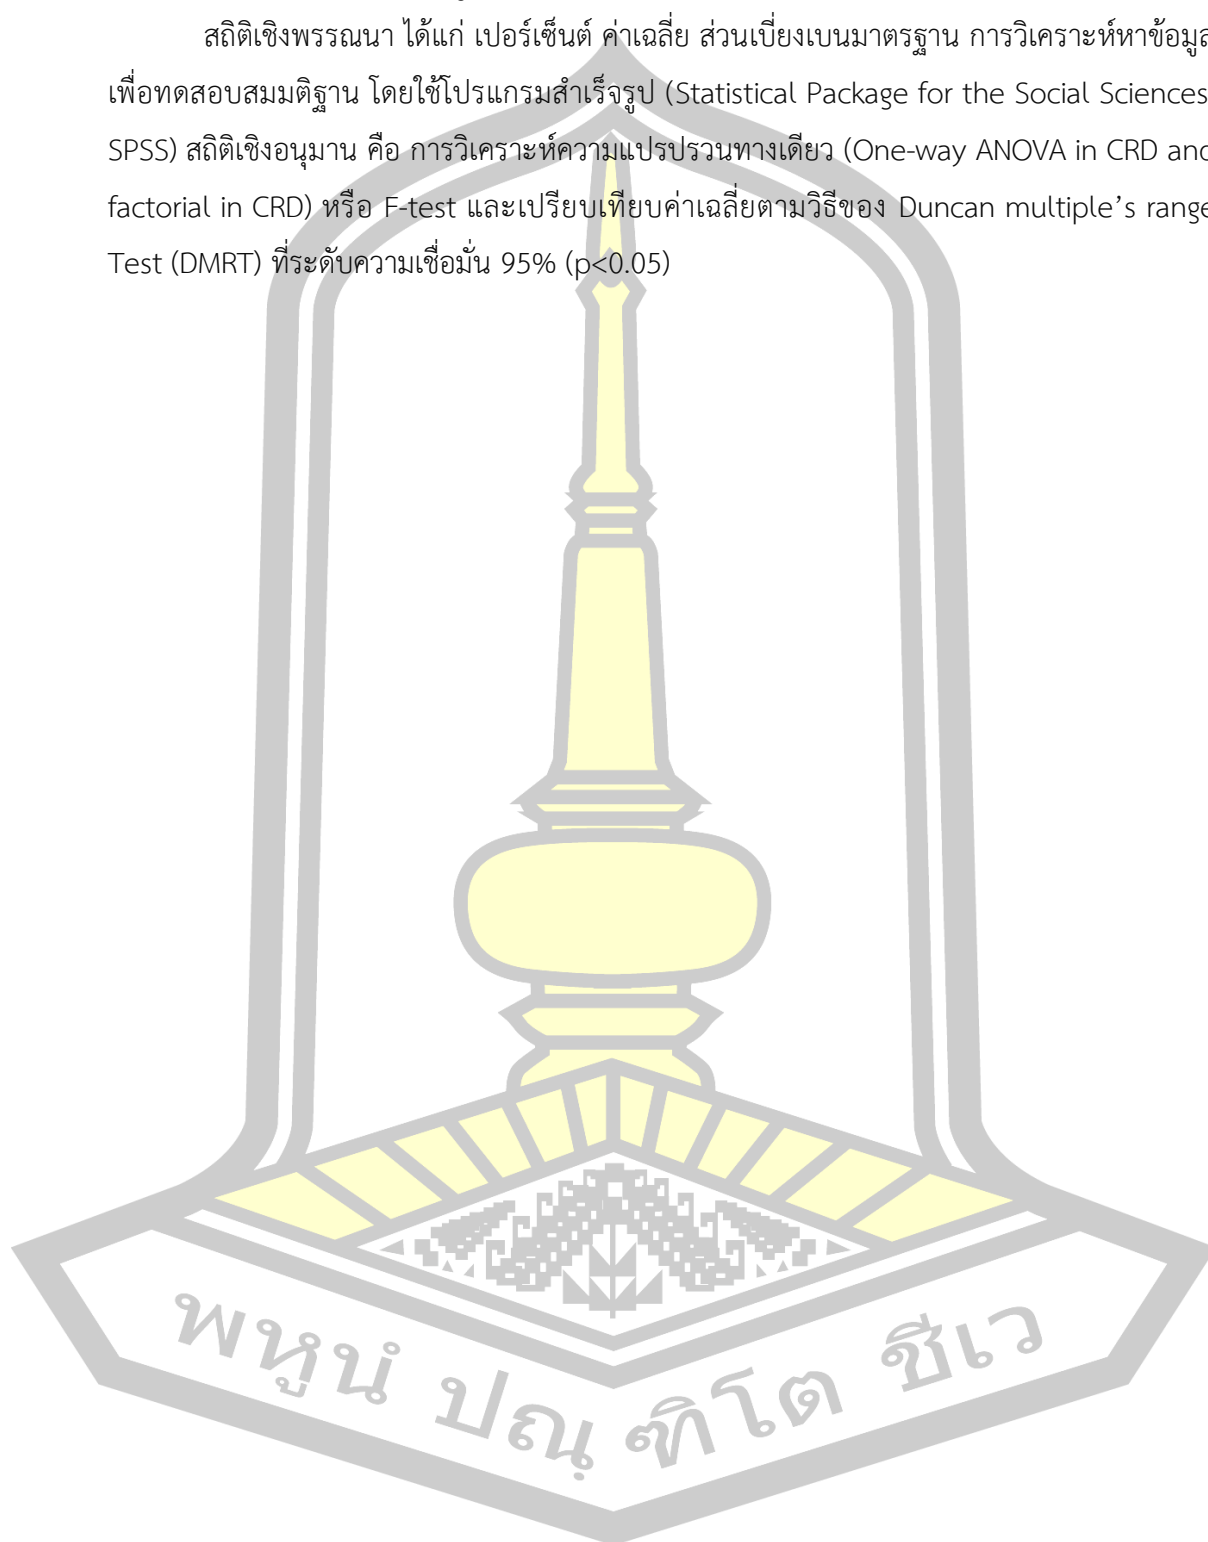 สถิติเชิงพรรณนา ได้แก่ เปอร์เซ็นต์ ค่าเฉลี่ย ส่วนเบี่ยงเบนมาตรฐาน การวิเคราะห์หาข้อมูล
เพื่อทดสอบสมมติฐาน โดยใช้โปรแกรมสำเร็จรูป (Statistical Package for the Social Sciences
SPSS) สถิติเชิงอนุมาน คือ การวิเคราะห์ความแปรปรวนทางเดียว (One-way ANOVA in CRD and
factorial in CRD) หรือ F-test และเปรียบเทียบค่าเฉลี่ยตามวิธีของ Duncan multiple’s range
Test (DMRT) ที่ระดับความเชื่อมั่น 95% (p<0.05)
พหูนํ ปณฺฑิโต ชีเว